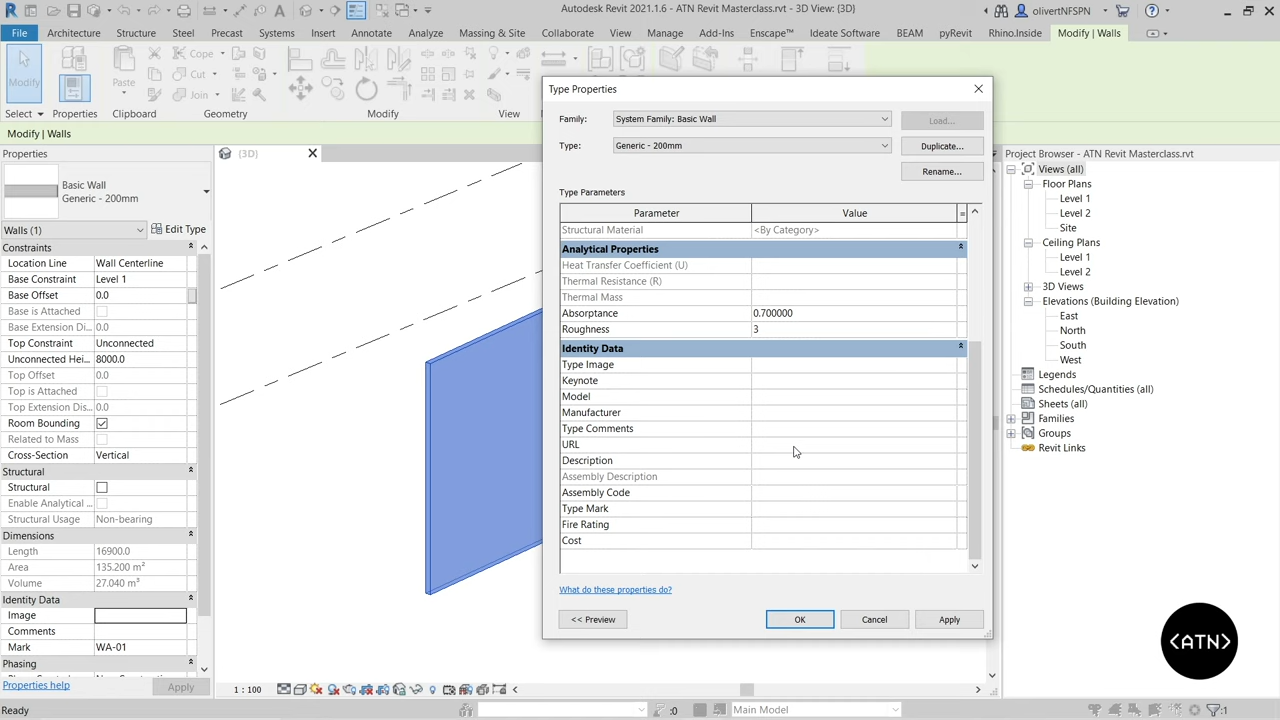 Autodesk Revit 2021.1.6 - ATN Revit Masterclass.rvt - 3D View: {3D}
olivertNFSPN
File Architecture Structure Steel Precast Systems Insert Annotate Analyze Massing & Site Collaborate View Manage Add-Ins Enscape™ Ideate Software BEAM pyRevit Rhino.Inside Modify | Walls
Modify
Paste
Cope
Cut
Join
Select Properties Clipboard Geometry Modify View
Modify | Walls
Properties
Basic Wall
Generic - 200mm
Walls (1) Edit Type
Constraints
Location Line Wall Centerline
Base Constraint Level 1
Base Offset 0.0
Base is Attached
Base Extension Dis... 0.0
Top Constraint Unconnected
Unconnected Hei... 8000.0
Top Offset 0.0
Top is Attached
Top Extension Dis... 0.0
Room Bounding
Related to Mass
Cross-Section Vertical
Structural
Structural
Enable Analytical ...
Structural Usage Non-bearing
Dimensions
Length 16900.0
Area 135.200 m²
Volume 27.040 m³
Identity Data
Image
Comments
Mark WA-01
Phasing
Properties help Apply
Ready
{3D}
Type Properties
Family: System Family: Basic Wall Load...
Type: Generic - 200mm Duplicate...
Rename...
Type Parameters
Parameter Value =
Structural Material <By Category>
Analytical Properties
Heat Transfer Coefficient (U)
Thermal Resistance (R)
Thermal Mass
Absorptance 0.700000
Roughness 3
Identity Data
Type Image
Keynote
Model
Manufacturer
Type Comments
URL
Description
Assembly Description
Assembly Code
Type Mark
Fire Rating
Cost
What do these properties do?
<< Preview OK Cancel Apply
Project Browser - ATN Revit Masterclass.rvt
Views (all)
Floor Plans
Level 1
Level 2
Site
Ceiling Plans
Level 1
Level 2
3D Views
Elevations (Building Elevation)
East
North
South
West
Legends
Schedules/Quantities (all)
Sheets (all)
Families
Groups
Revit Links
<ATN>
1 : 100
:0 Main Model :1